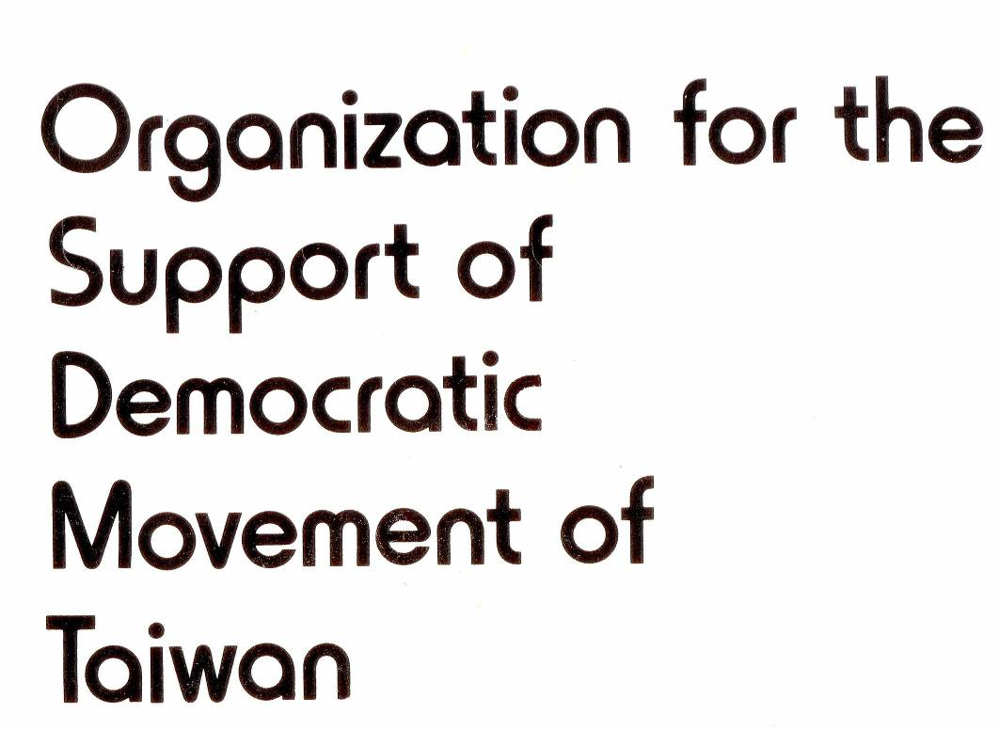 Organization for the
Support of
Democratic
Movement of
Taiwan